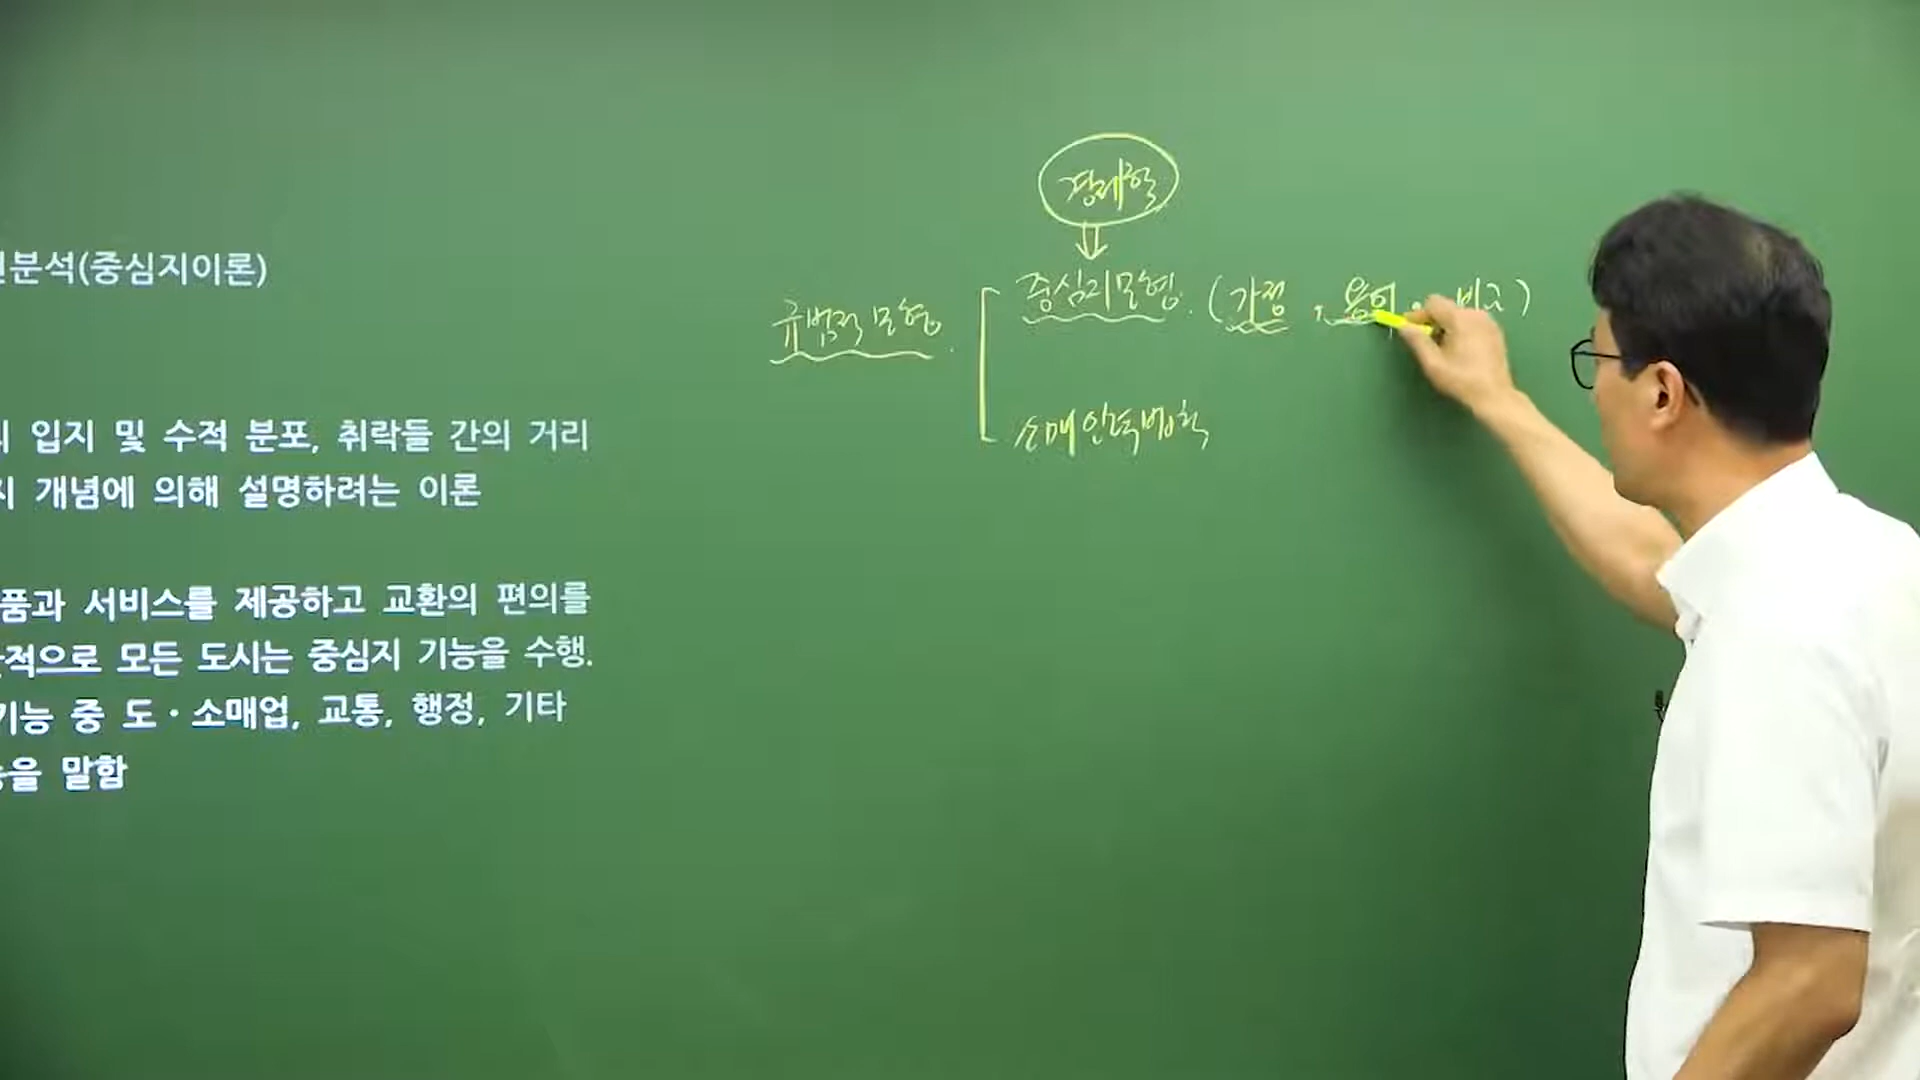 분석(중심지이론)
입지 및 수적 분포, 취락들 간의 거리
개념에 의해 설명하려는 이론
품과 서비스를 제공하고 교환의 편의를
적으로 모든 도시는 중심지 기능을 수행.
기능 중 도·소매업, 교통, 행정, 기타
을 말함
경제학
규범적 모형.
중심지모형. (가정, 용어, 비고)
소매인력법칙